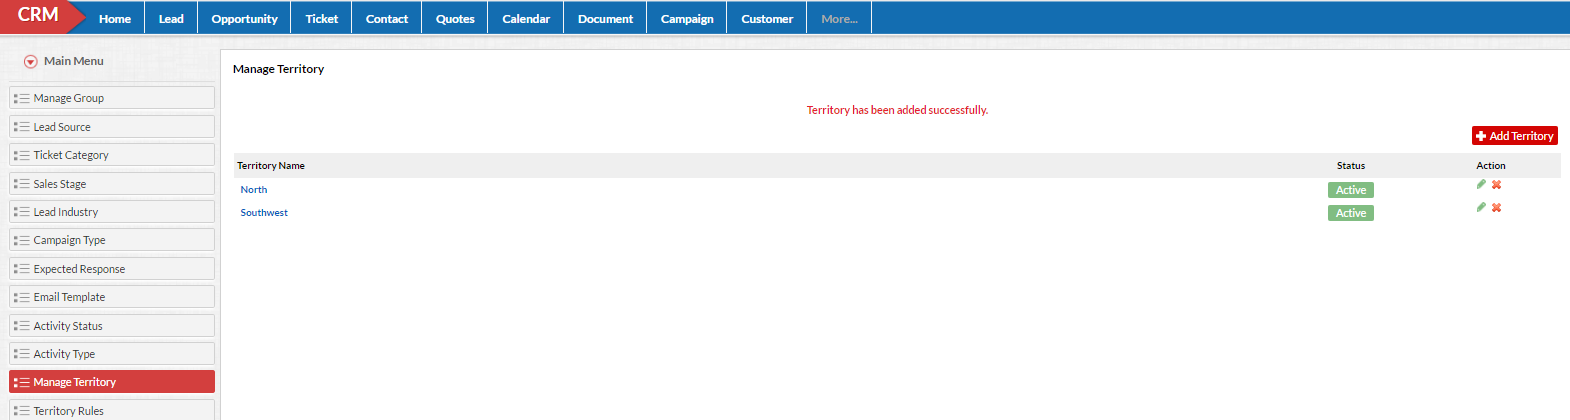 CRM Home Lead Opportunity Ticket Contact Quotes Calendar Document Campaign Customer More...
Main Menu
Manage Group
Lead Source
Ticket Category
Sales Stage
Lead Industry
Campaign Type
Expected Response
Email Template
Activity Status
Activity Type
Manage Territory
Territory Rules
Manage Territory
Territory has been added successfully.
Add Territory
Territory Name Status Action
North Active
Southwest Active